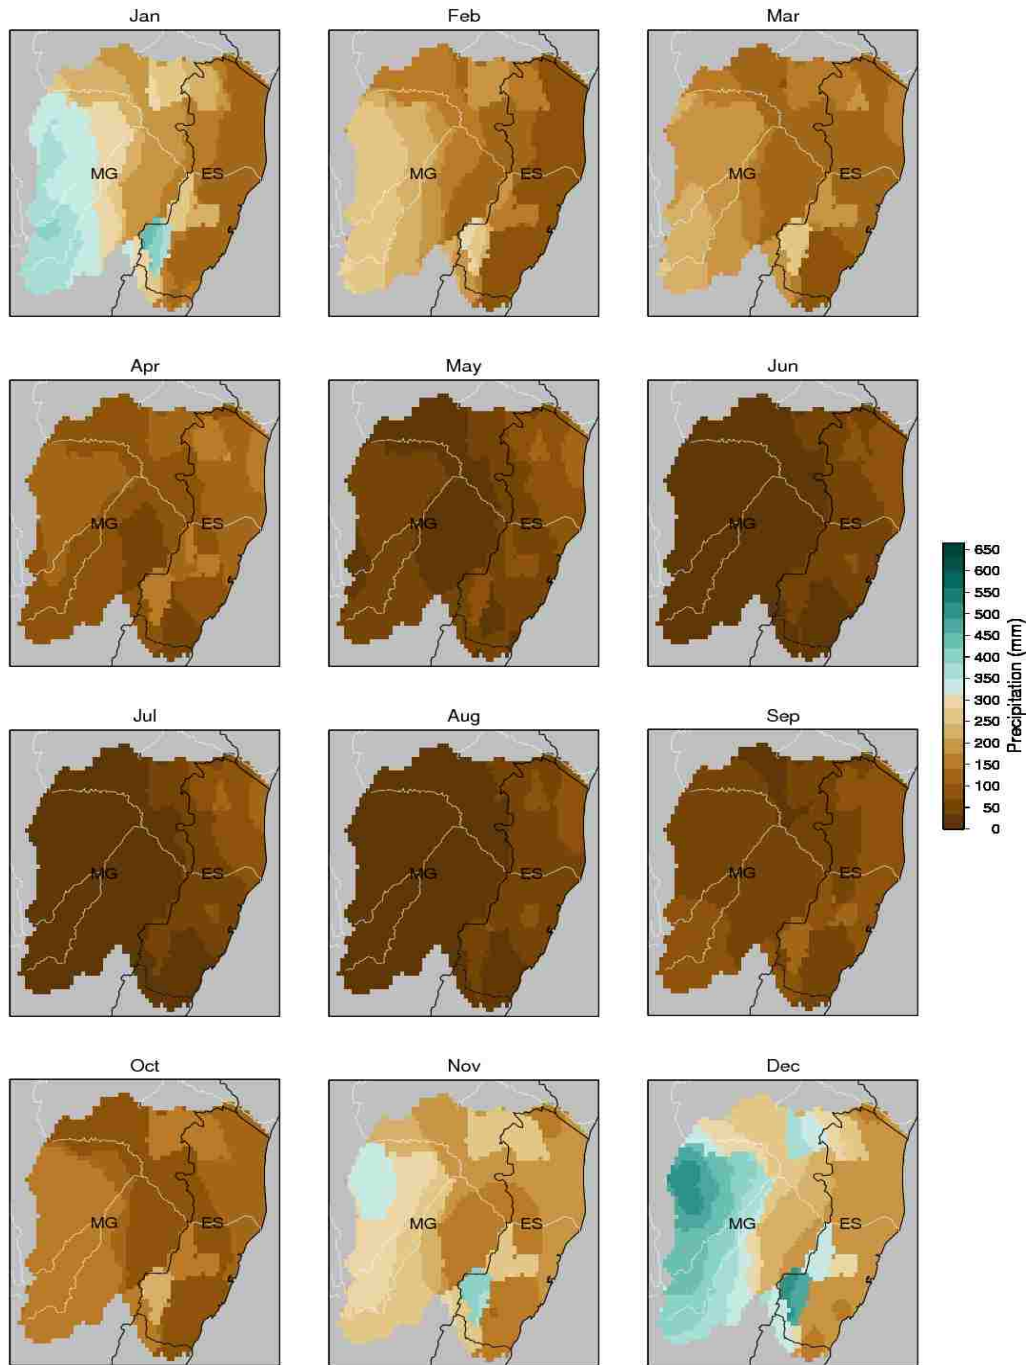 Jan
Feb
Mar
MG
ES
MG
ES
MG
ES
Apr
May
Jun
MG
ES
MG
ES
MG
ES
Jul
Aug
Sep
MG
ES
MG
ES
MG
ES
Oct
Nov
Dec
MG
ES
MG
ES
MG
ES
650
600
550
500
450
400
350
300
250
200
150
100
50
0
Precipitation (mm)